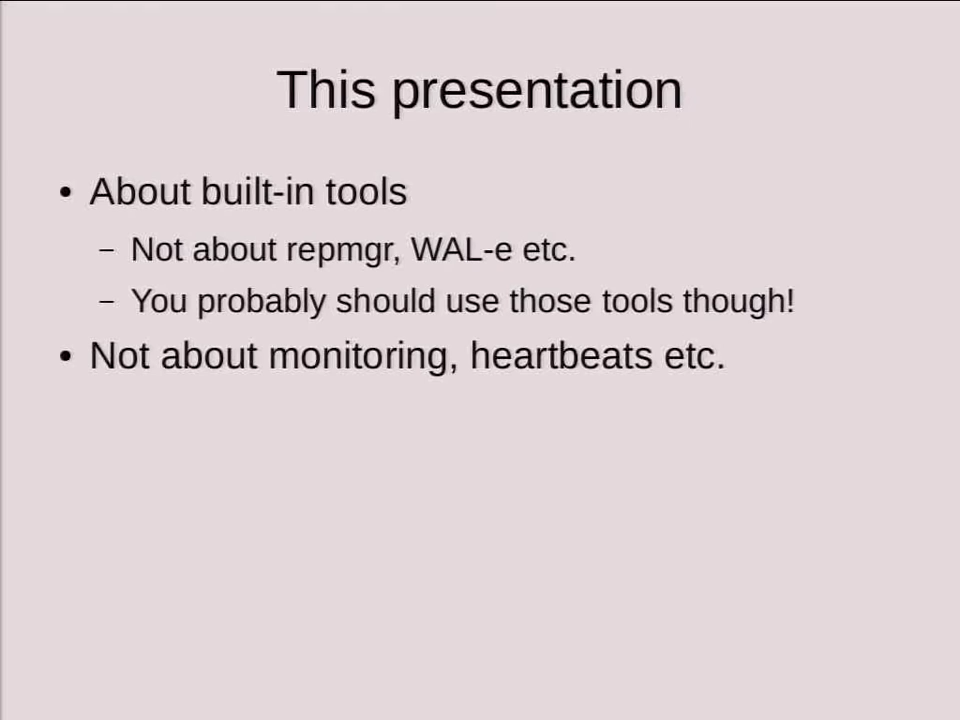 This presentation
• About built-in tools
– Not about repmgr, WAL-e etc.
– You probably should use those tools though!
• Not about monitoring, heartbeats etc.